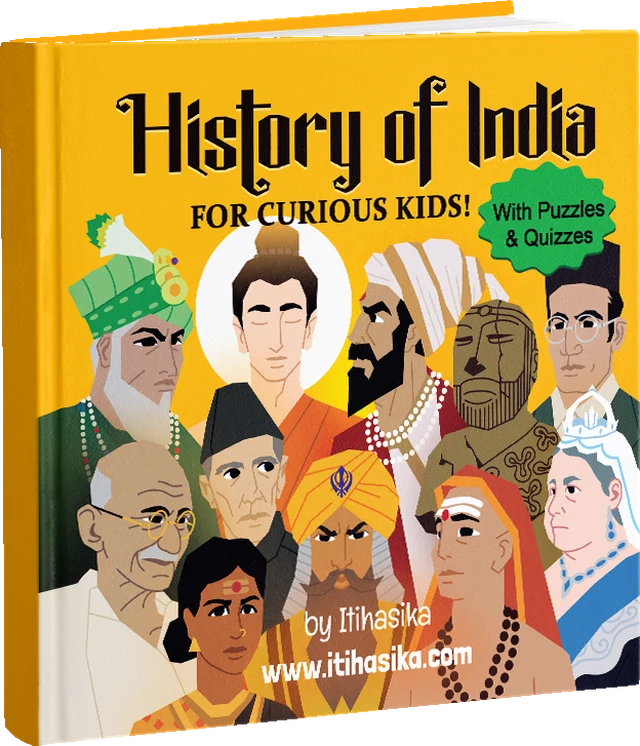 History of India
FOR CURIOUS KIDS!
With Puzzles
& Quizzes
by Itihasika
www.itihasika.com